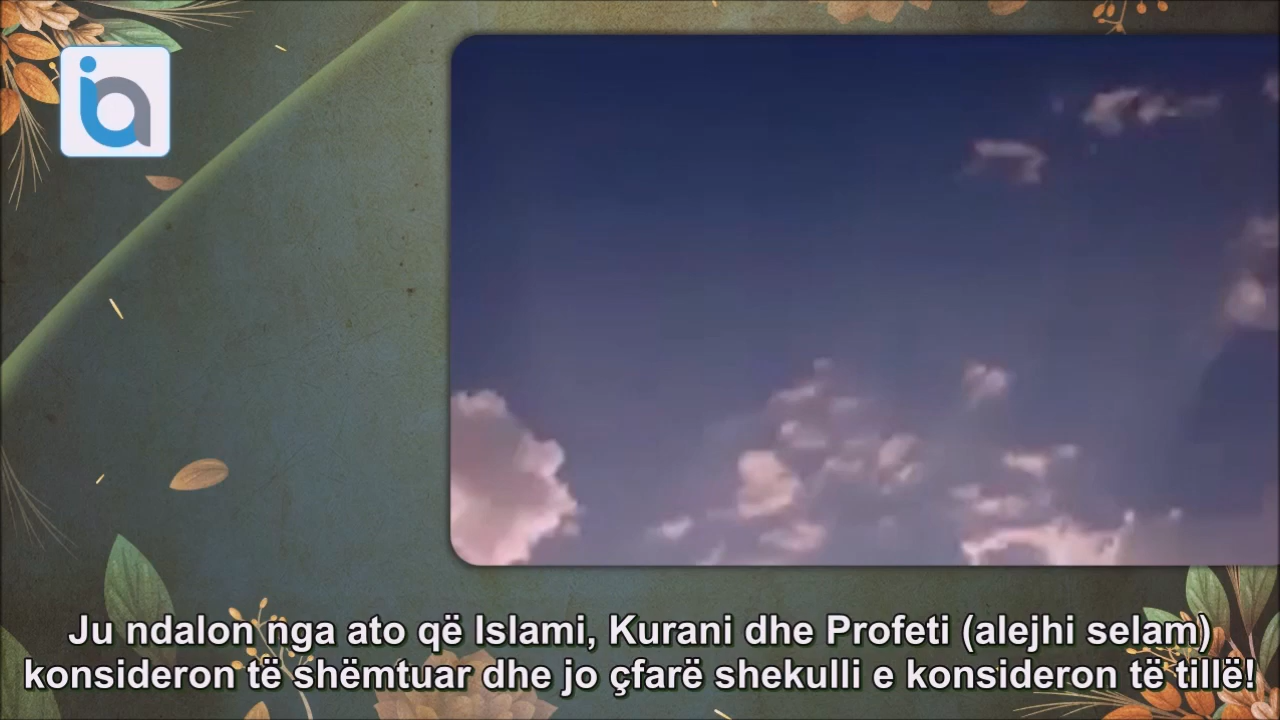 Ju ndalon nga ato që Islami, Kurani dhe Profeti (alejhi selam)
konsideron të shëmtuar dhe jo çfarë shekulli e konsideron të tillë!